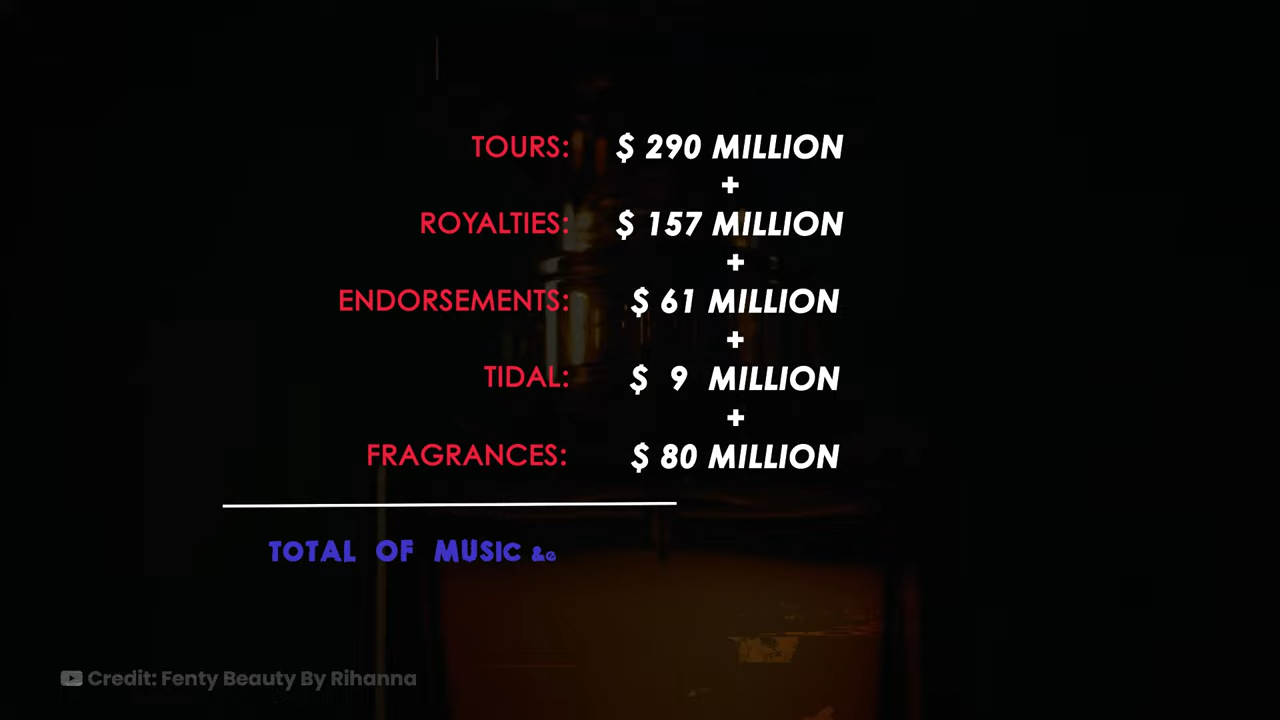 TOURS: $ 290 MILLION
+
ROYALTIES: $ 157 MILLION
+
ENDORSEMENTS: $ 61 MILLION
+
TIDAL: $ 9 MILLION
+
FRAGRANCES: $ 80 MILLION
TOTAL OF MUSIC &
Credit: Fenty Beauty By Rihanna